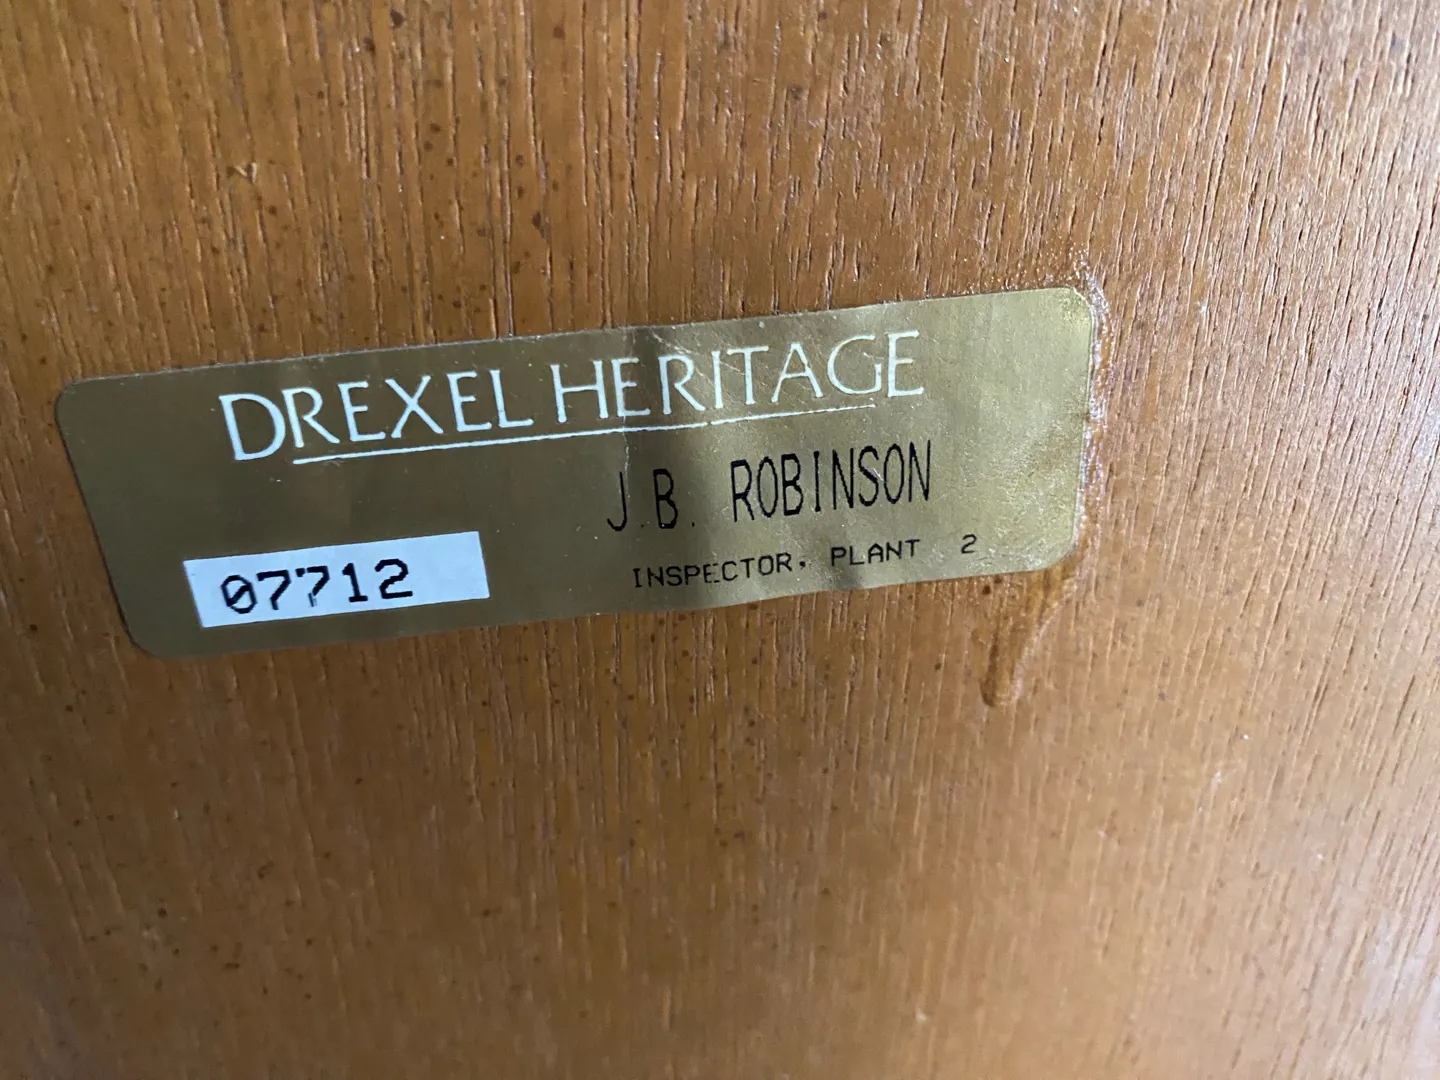 DREXEL HERITAGE
J.B. ROBINSON
07712
INSPECTOR, PLANT 2